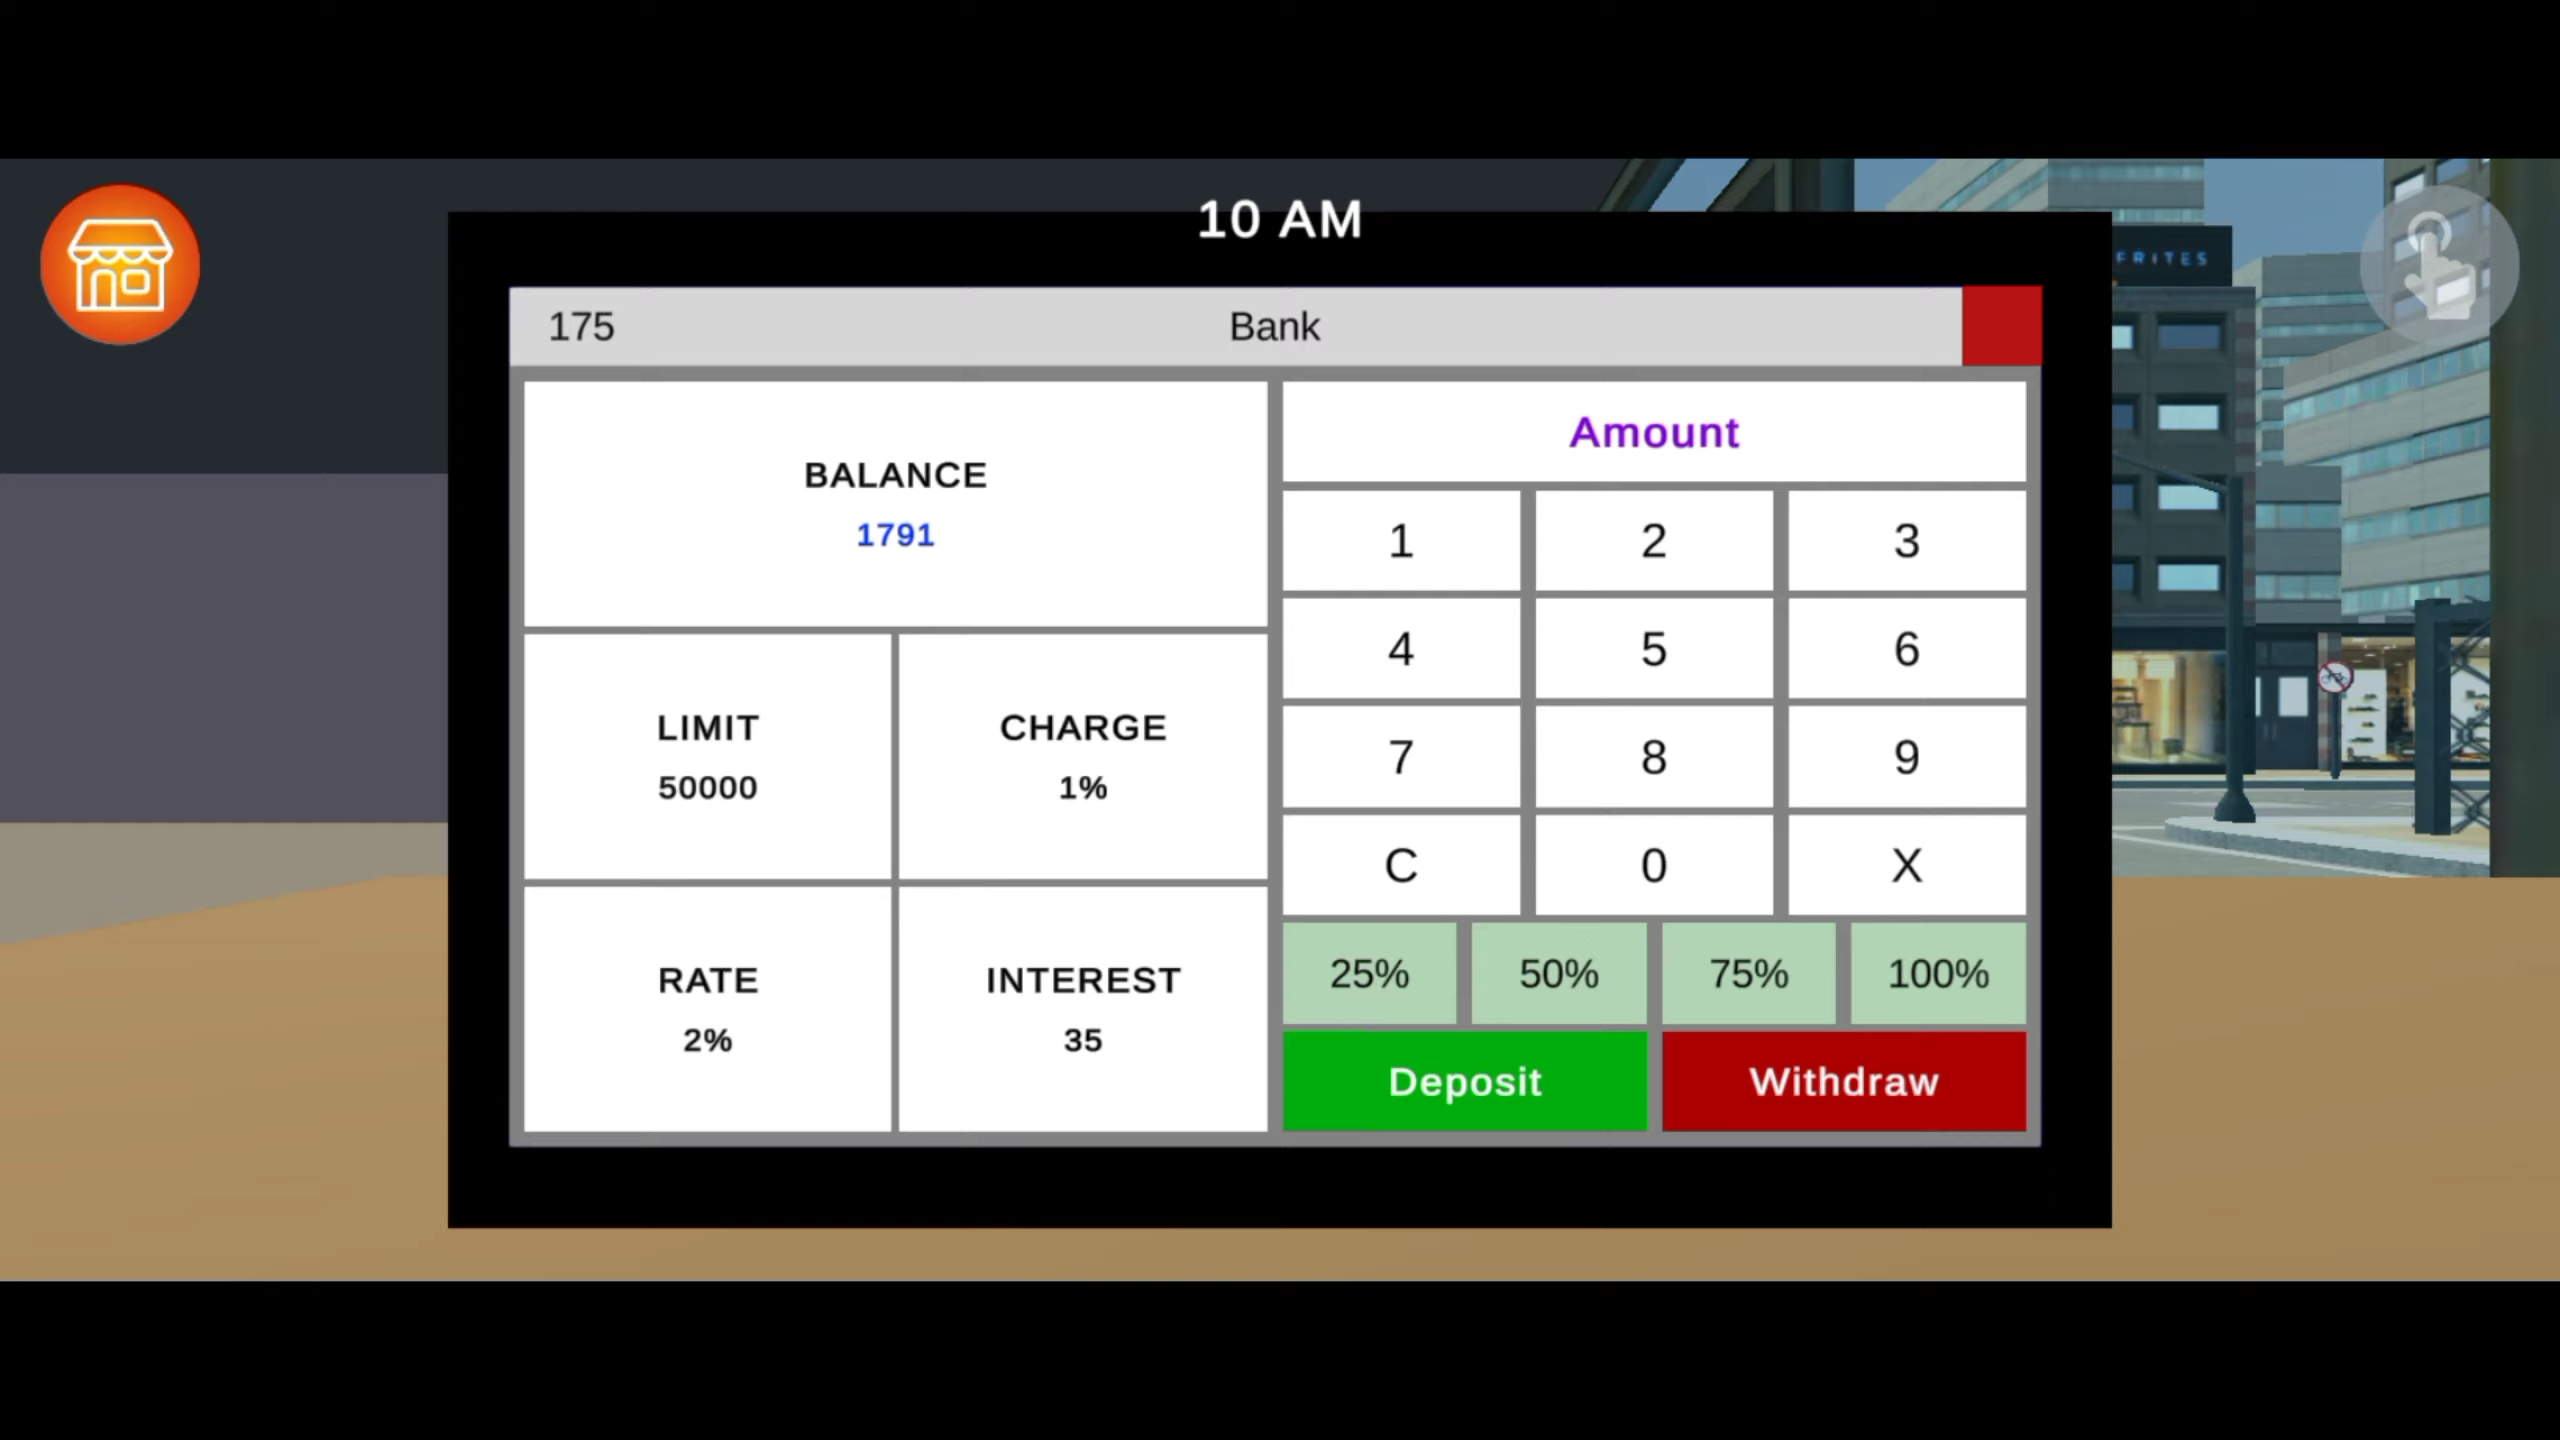 10 AM
FRITES
175
Bank
BALANCE
1791
LIMIT
50000
CHARGE
1%
RATE
2%
INTEREST
35
Amount
1 2 3
4 5 6
7 8 9
C 0 X
25% 50% 75% 100%
Deposit Withdraw